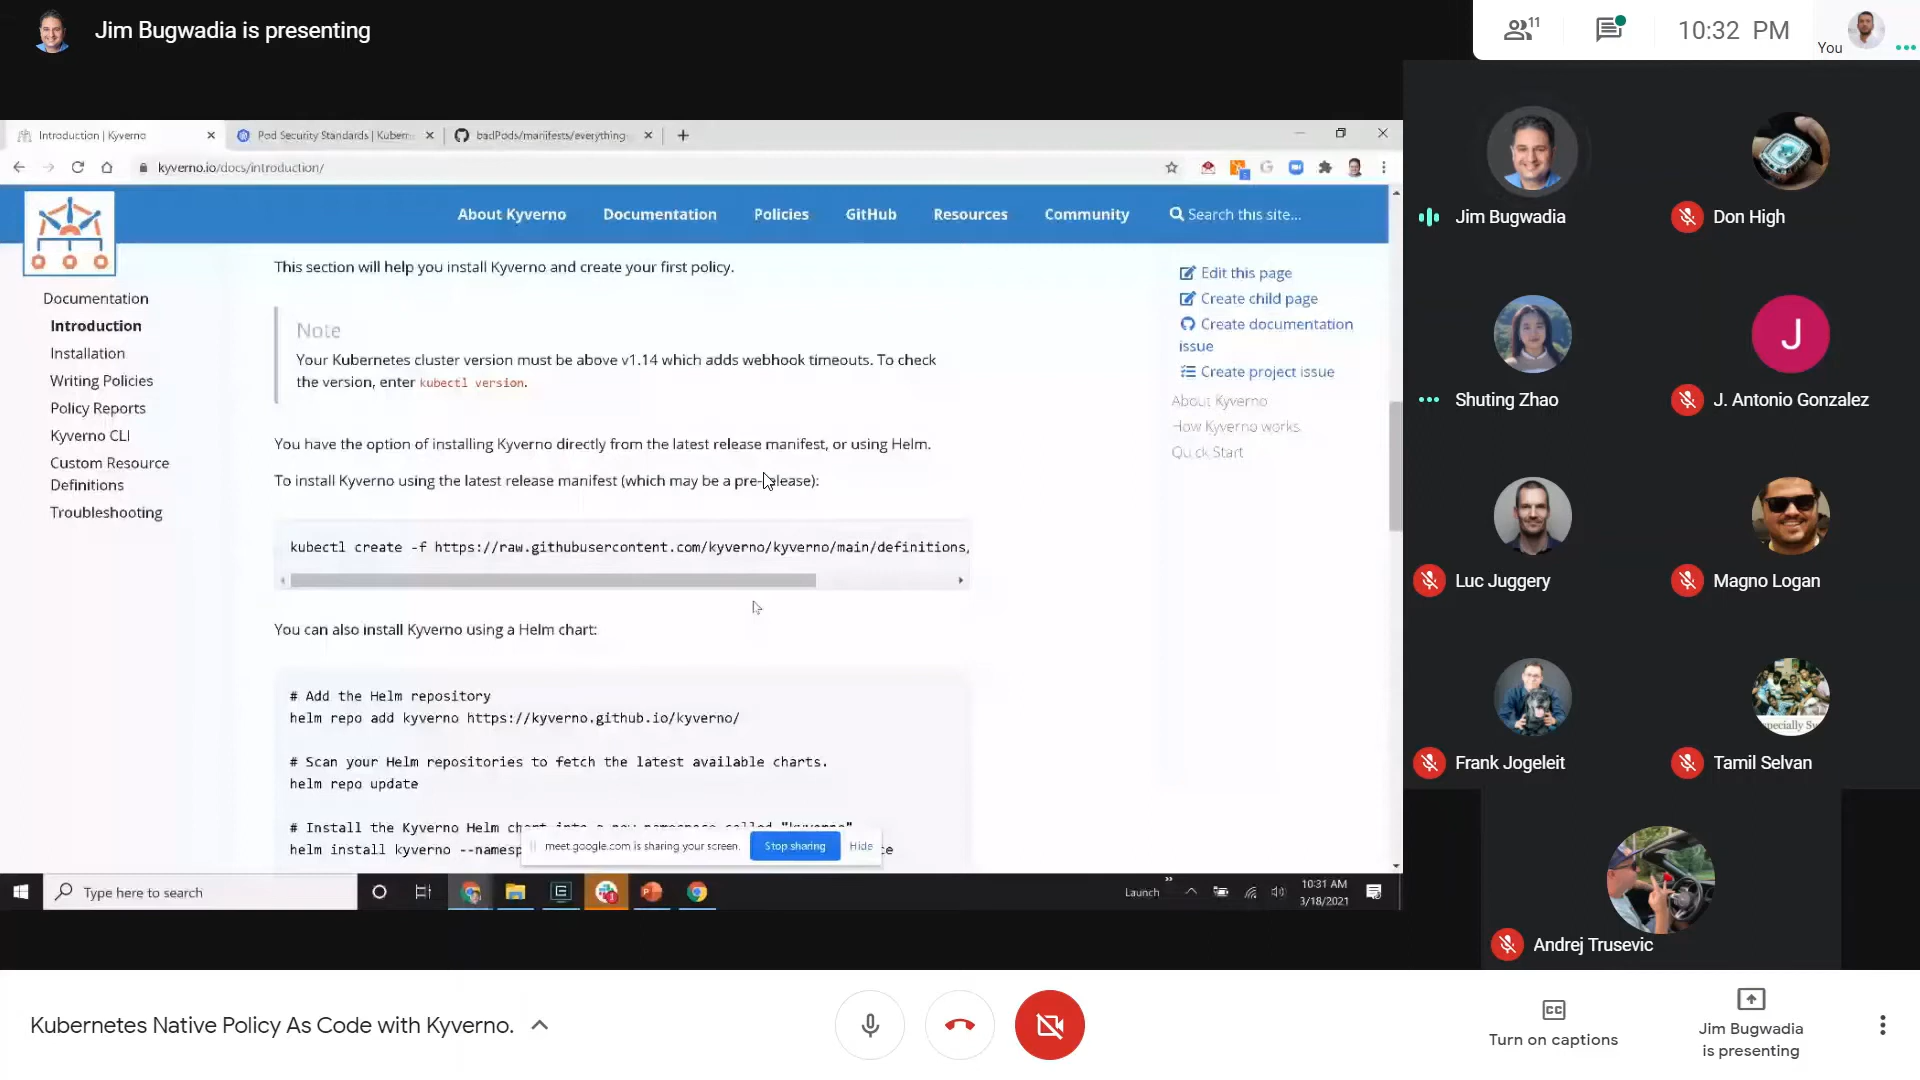 Jim Bugwadia is presenting
11
10:32 PM
You
Introduction | Kyverno
Pod Security Standards | Kubern
badPods/manifests/everything
kyverno.io/docs/introduction/
About Kyverno
Documentation
Policies
GitHub
Resources
Community
Search this site...
Documentation
Introduction
Installation
Writing Policies
Policy Reports
Kyverno CLI
Custom Resource
Definitions
Troubleshooting
This section will help you install Kyverno and create your first policy.
Note
Your Kubernetes cluster version must be above v1.14 which adds webhook timeouts. To check
the version, enter kubectl version.
You have the option of installing Kyverno directly from the latest release manifest, or using Helm.
To install Kyverno using the latest release manifest (which may be a pre-release):
kubectl create -f https://raw.githubusercontent.com/kyverno/kyverno/main/definitions,
You can also install Kyverno using a Helm chart:
# Add the Helm repository
helm repo add kyverno https://kyverno.github.io/kyverno/
# Scan your Helm repositories to fetch the latest available charts.
helm repo update
# Install the Kyverno Helm chart into a new namespace called "kyverno"
helm install kyverno --namesp
Edit this page
Create child page
Create documentation
issue
Create project issue
About Kyverno
How Kyverno works
Quick Start
meet.google.com is sharing your screen.
Stop sharing
Hide
Type here to search
Launch
10:31 AM
3/18/2021
Jim Bugwadia
Don High
Shuting Zhao
J
J. Antonio Gonzalez
Luc Juggery
Magno Logan
Frank Jogeleit
Tamil Selvan
Andrej Trusevic
Kubernetes Native Policy As Code with Kyverno.
CC
Turn on captions
Jim Bugwadia
is presenting